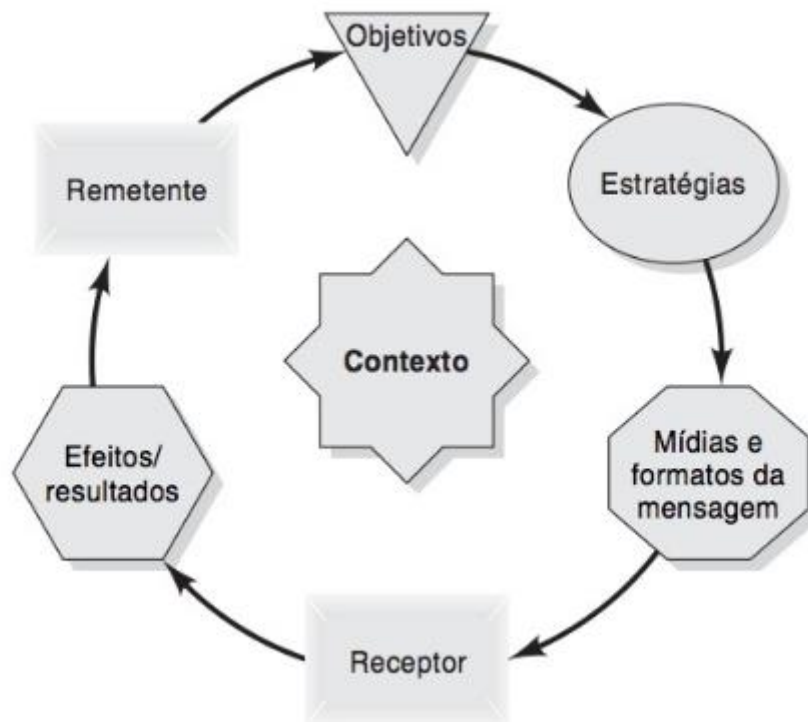 Objetivos
Estratégias
Mídias e
formatos da
mensagem
Receptor
Efeitos/
resultados
Remetente
Contexto